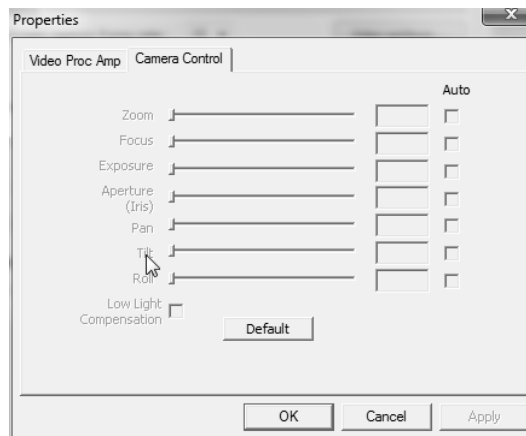 Properties
x
Video Proc Amp
Camera Control
Auto
Zoom
Focus
Exposure
Aperture
(Iris)
Pan
Tilt
Roll
Low Light
Compensation
Default
OK
Cancel
Apply